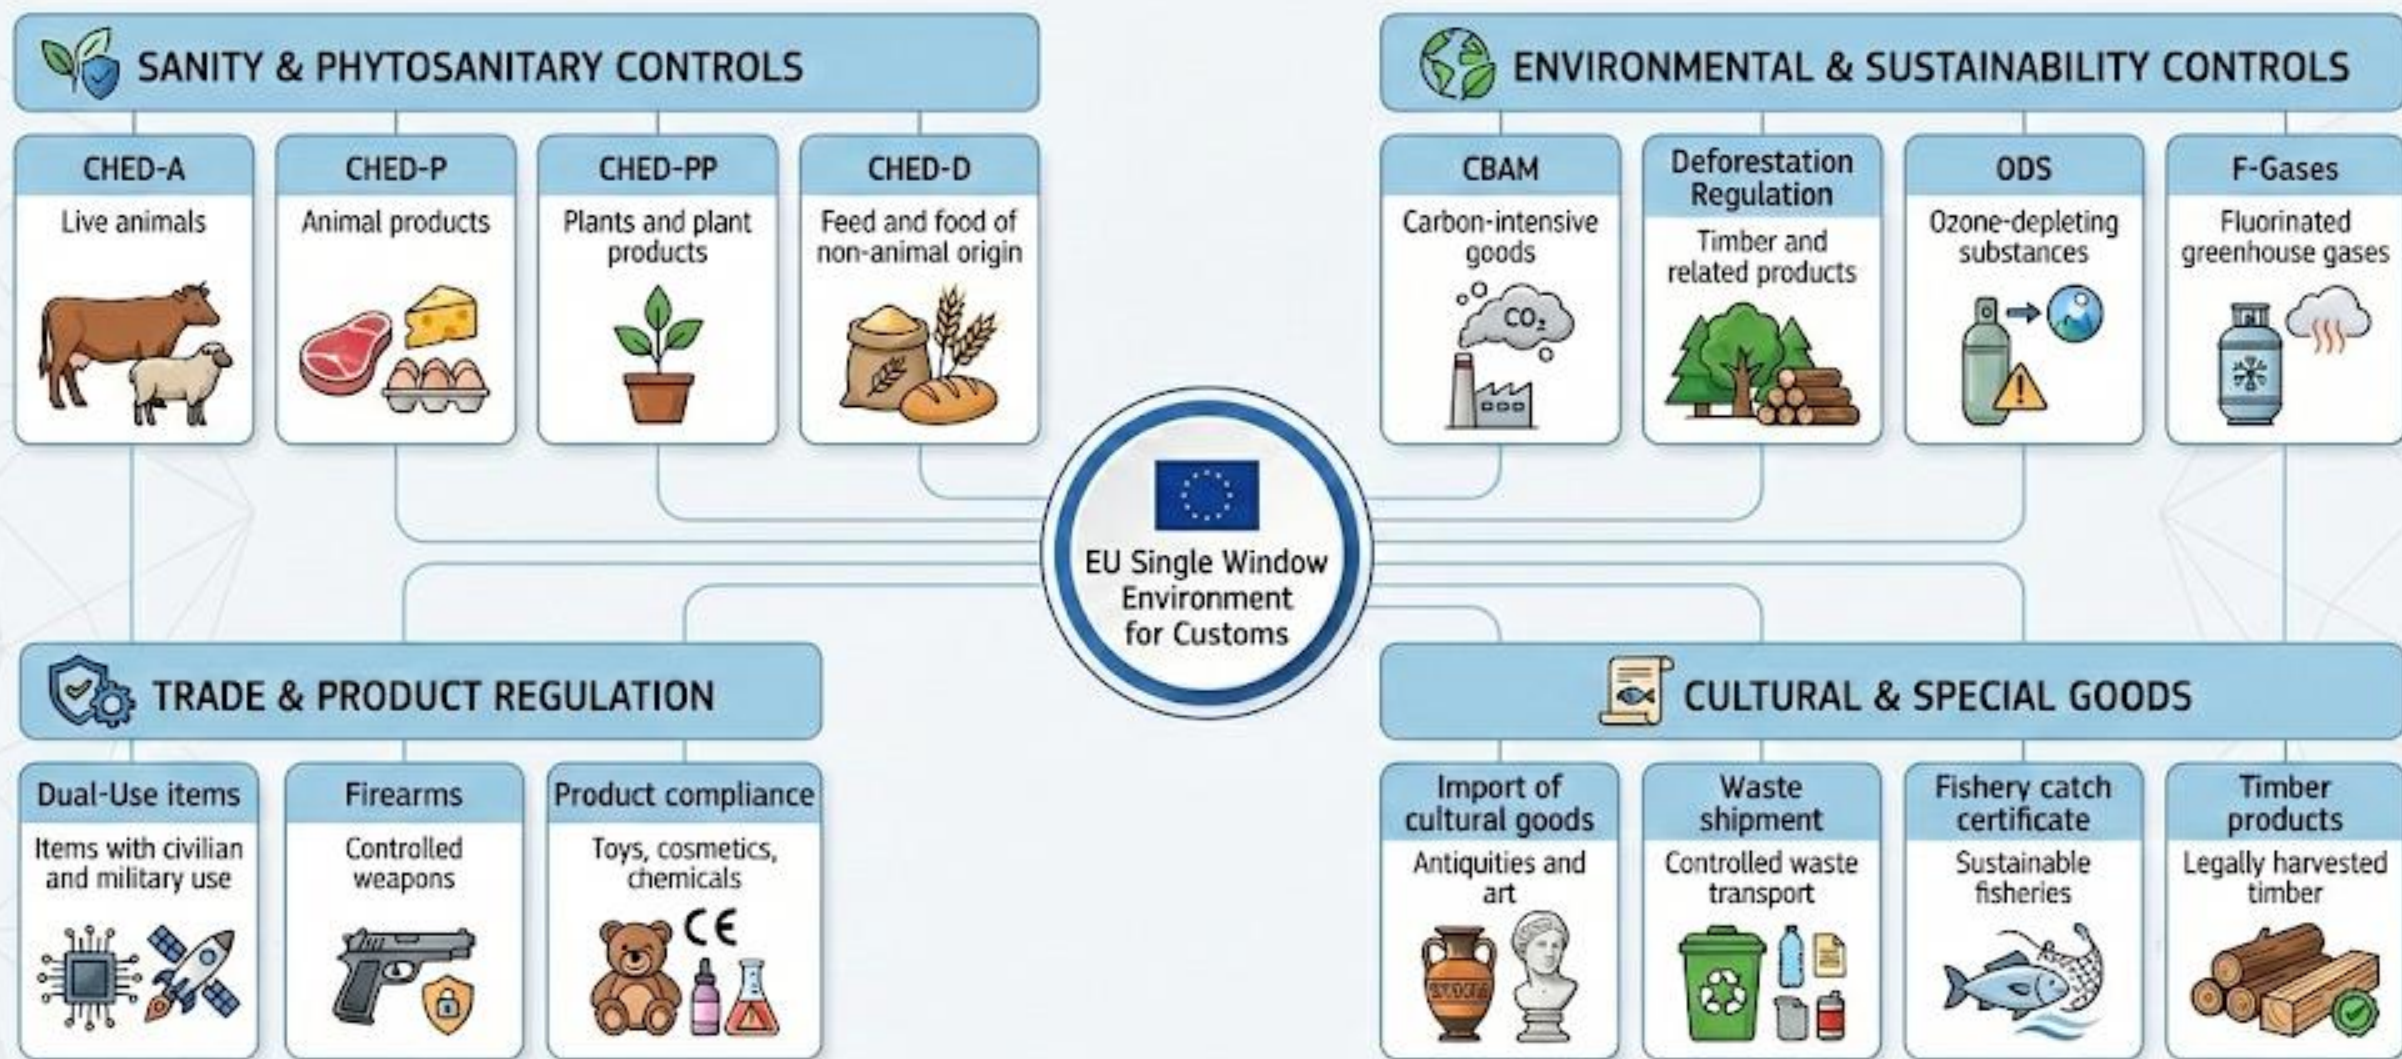 SANITY & PHYTOSANITARY CONTROLS
CHED-A
Live animals
CHED-P
Animal products
CHED-PP
Plants and plant
products
CHED-D
Feed and food of
non-animal origin
ENVIRONMENTAL & SUSTAINABILITY CONTROLS
CBAM
Carbon-intensive
goods
CO₂
Deforestation
Regulation
Timber and
related products
ODS
Ozone-depleting
substances
F-Gases
Fluorinated
greenhouse gases
EU Single Window
Environment
for Customs
TRADE & PRODUCT REGULATION
Dual-Use items
Items with civilian
and military use
Firearms
Controlled
weapons
Product compliance
Toys, cosmetics,
chemicals
CE
CULTURAL & SPECIAL GOODS
Import of
cultural goods
Antiquities and
art
Waste
shipment
Controlled waste
transport
Fishery catch
certificate
Sustainable
fisheries
Timber
products
Legally harvested
timber